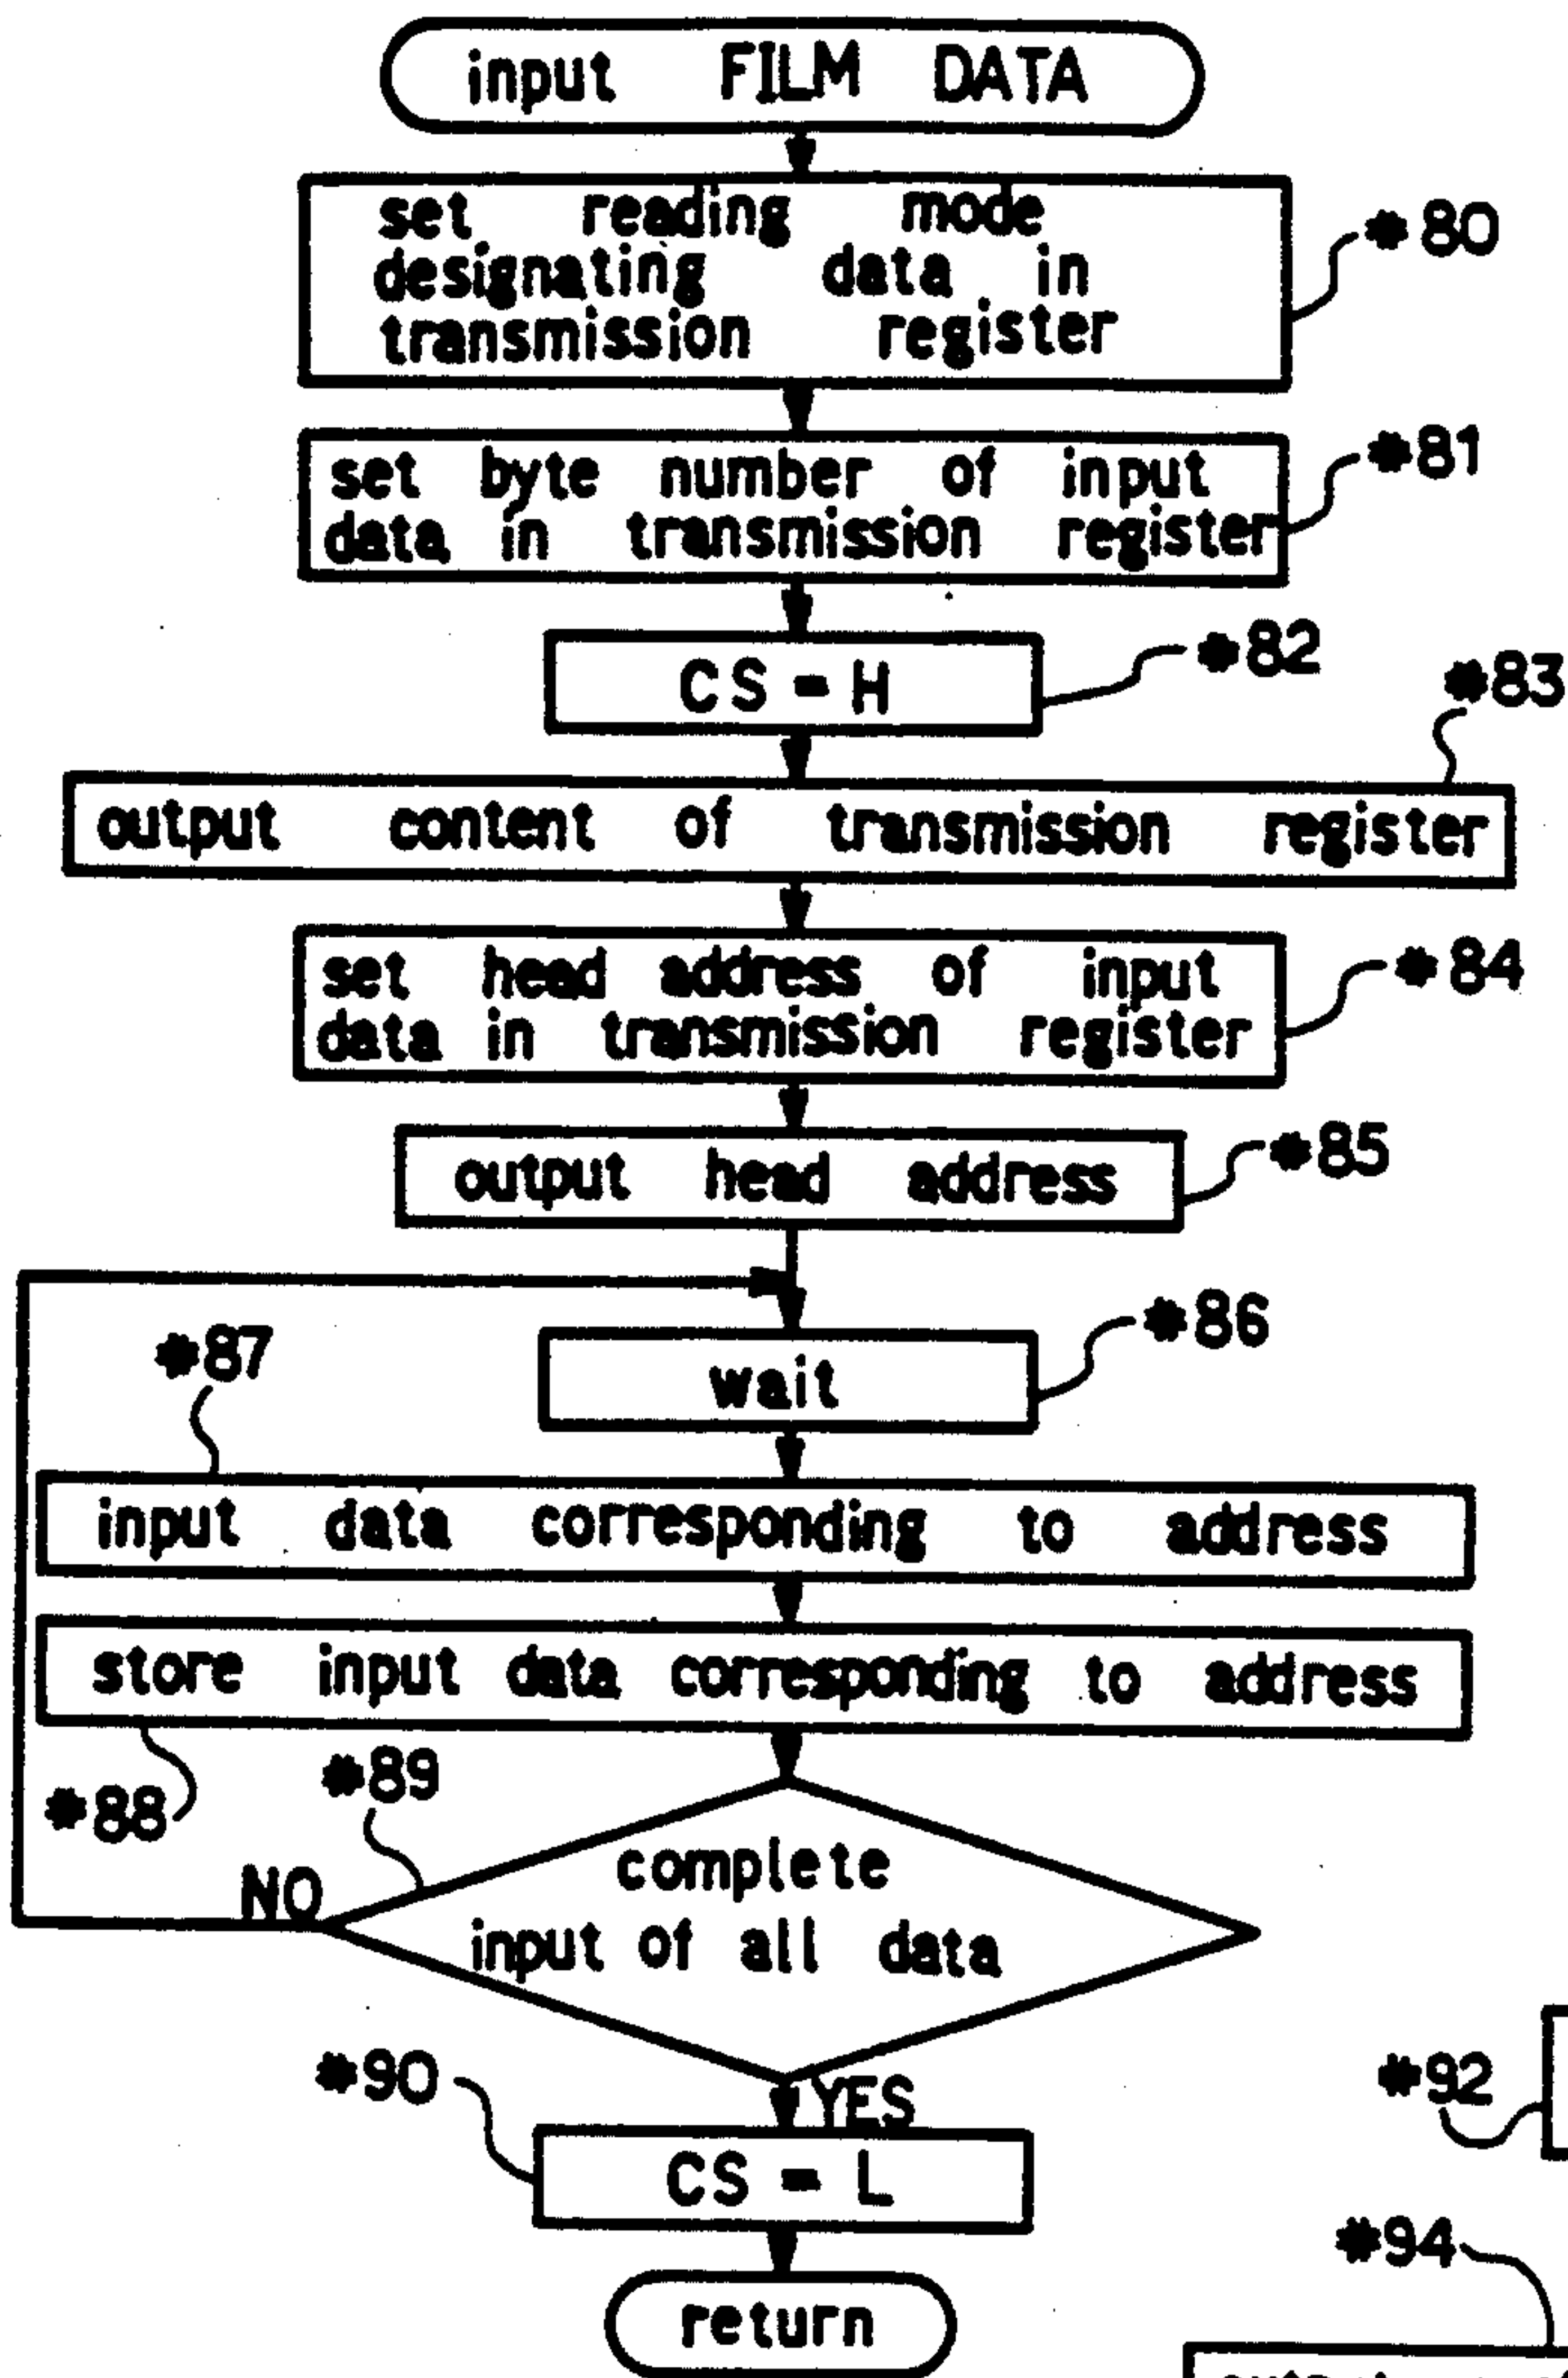 input FILM DATA
set reading mode
designating data in
transmission register
*80
set byte number of input
data in transmission register
*81
CS = H
*82
*83
output content of transmission register
set head address of input
data in transmission register
*84
output head address
*85
wait
*86
*87
input data corresponding to address
store input data corresponding to address
*88
*89
complete
input of all data
NO
YES
*90
CS = L
return
*92
*94